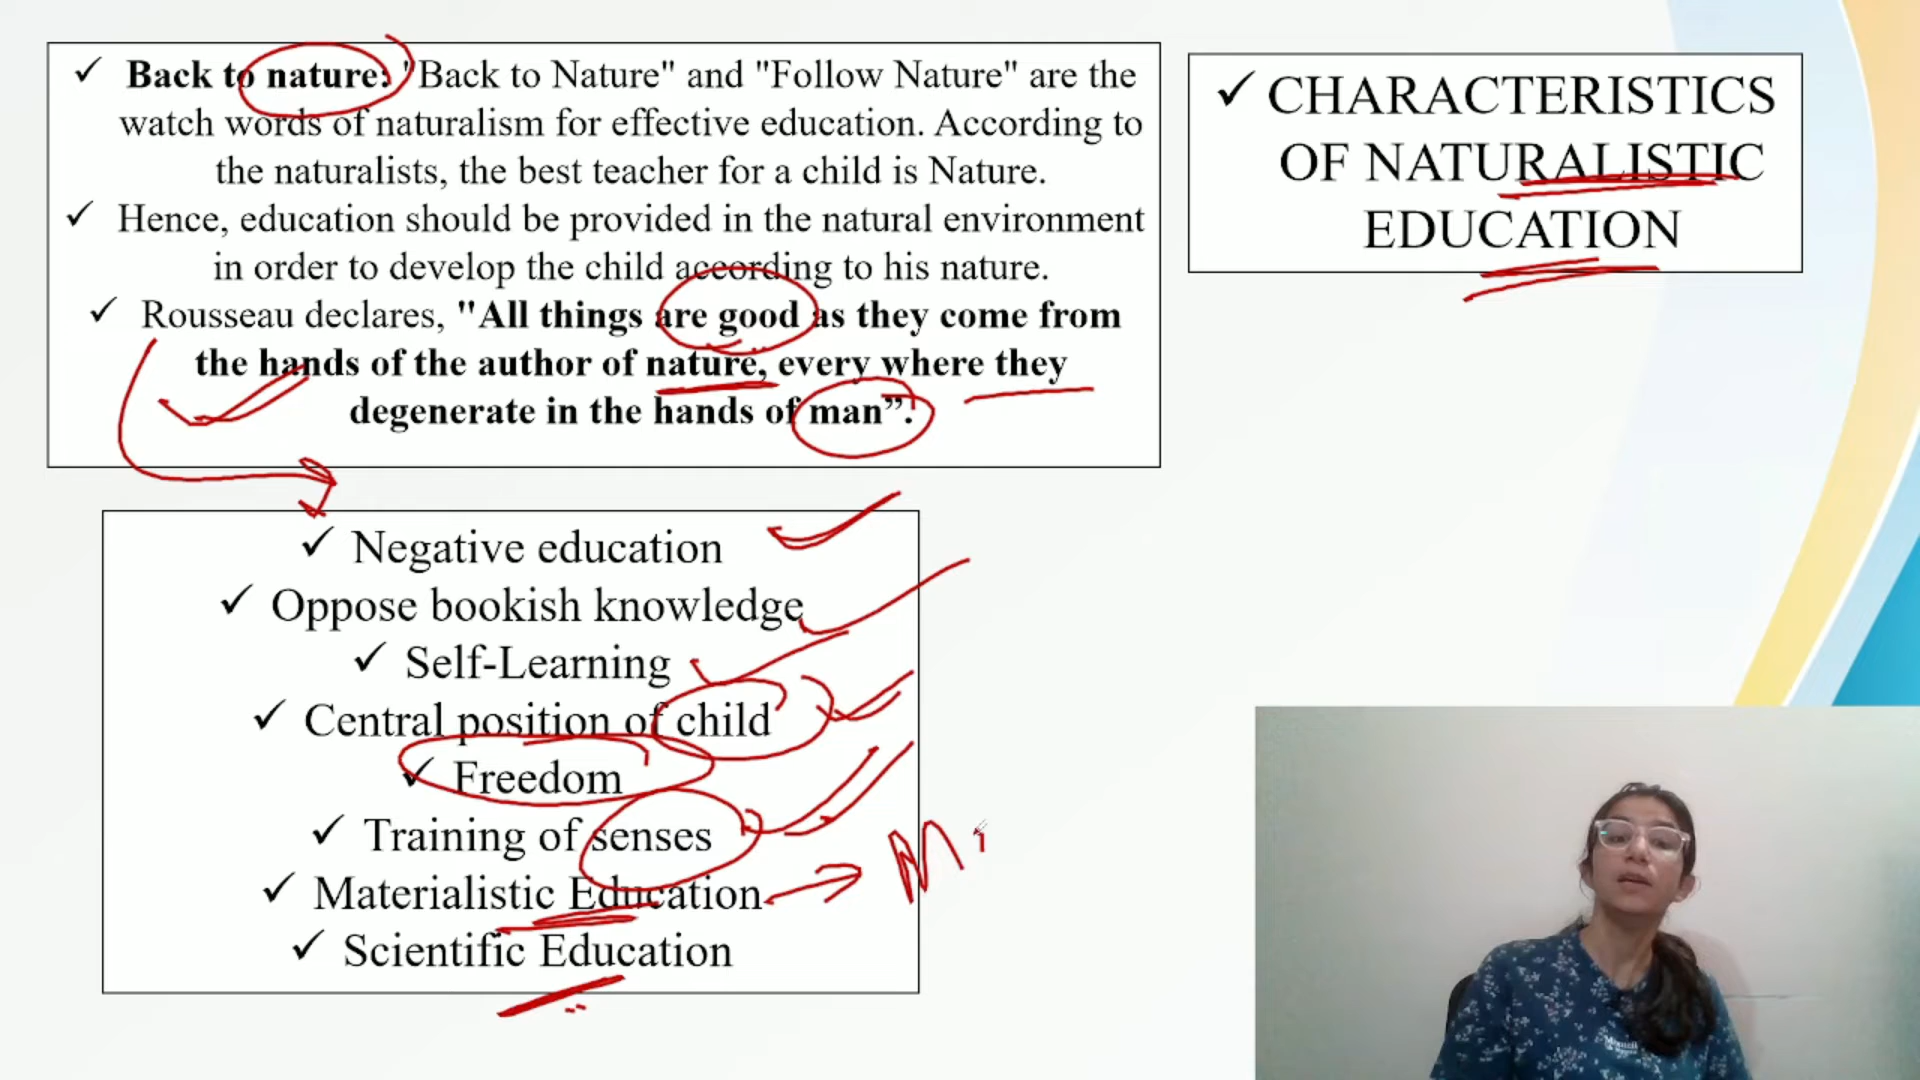 ✓ Back to nature: "Back to Nature" and "Follow Nature" are the
watch words of naturalism for effective education. According to
the naturalists, the best teacher for a child is Nature.
✓ Hence, education should be provided in the natural environment
in order to develop the child according to his nature.
✓ Rousseau declares, "All things are good as they come from
the hands of the author of nature, every where they
degenerate in the hands of man”.
✓ CHARACTERISTICS
OF NATURALISTIC
EDUCATION
✓ Negative education
✓ Oppose bookish knowledge
✓ Self-Learning
✓ Central position of child
✓ Freedom
✓ Training of senses
✓ Materialistic Education
✓ Scientific Education